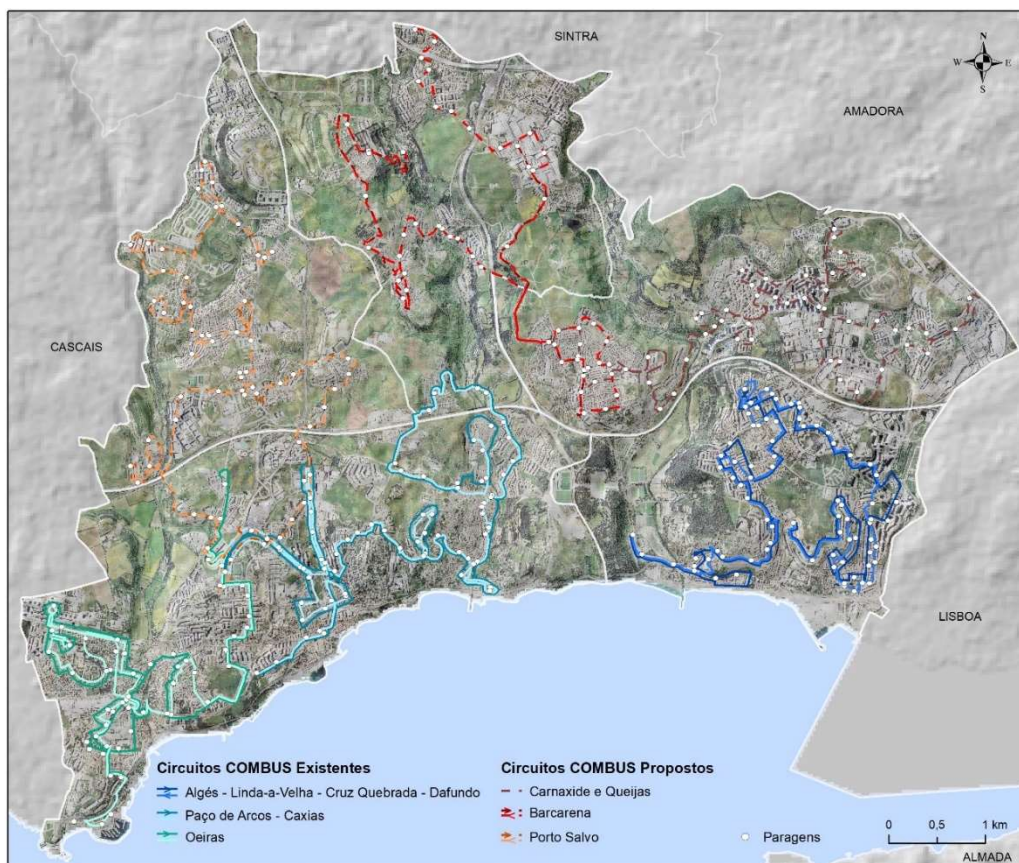 SINTRA
N
W E
S
AMADORA
CASCAIS
LISBOA
Circuitos COMBUS Existentes
Algés - Linda-a-Velha - Cruz Quebrada - Dafundo
Paço de Arcos - Caxias
Oeiras
Circuitos COMBUS Propostos
Carnaxide e Queijas
Barcarena
Porto Salvo
Paragens
0 0,5 1 km
ALMADA